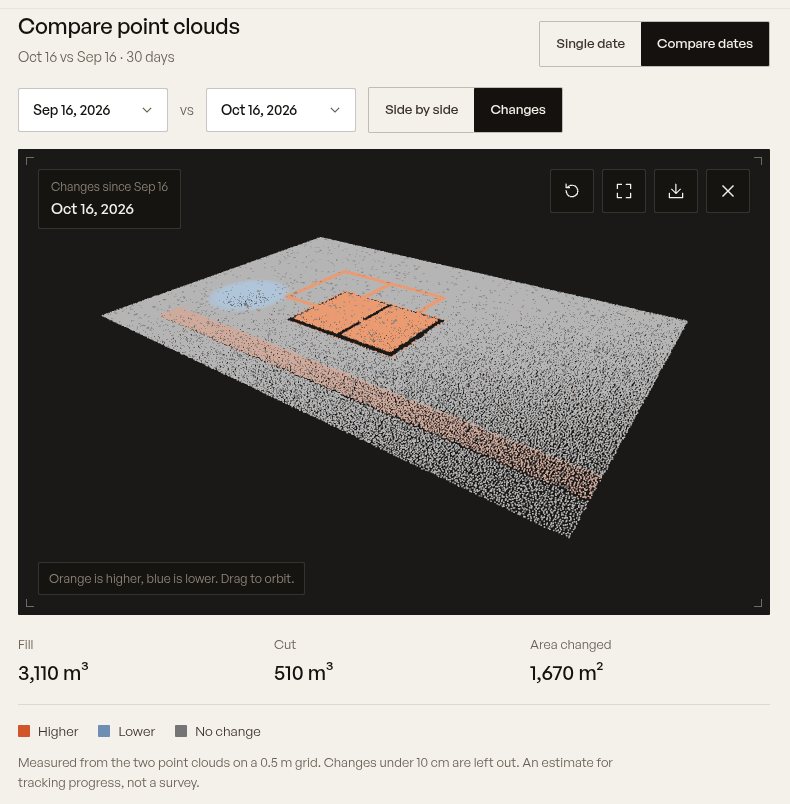 Compare point clouds
Oct 16 vs Sep 16 · 30 days
Single date
Compare dates
Sep 16, 2026
vs
Oct 16, 2026
Side by side
Changes
Changes since Sep 16
Oct 16, 2026
Orange is higher, blue is lower. Drag to orbit.
Fill
Cut
Area changed
3,110 m³
510 m³
1,670 m²
Higher
Lower
No change
Measured from the two point clouds on a 0.5 m grid. Changes under 10 cm are left out. An estimate for
tracking progress, not a survey.